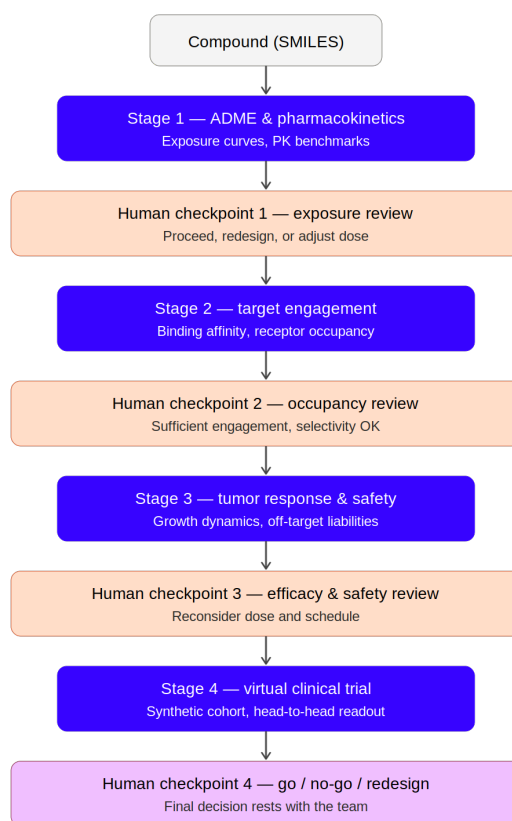 Compound (SMILES)
Stage 1 — ADME & pharmacokinetics
Exposure curves, PK benchmarks
Human checkpoint 1 — exposure review
Proceed, redesign, or adjust dose
Stage 2 — target engagement
Binding affinity, receptor occupancy
Human checkpoint 2 — occupancy review
Sufficient engagement, selectivity OK
Stage 3 — tumor response & safety
Growth dynamics, off-target liabilities
Human checkpoint 3 — efficacy & safety review
Reconsider dose and schedule
Stage 4 — virtual clinical trial
Synthetic cohort, head-to-head readout
Human checkpoint 4 — go / no-go / redesign
Final decision rests with the team